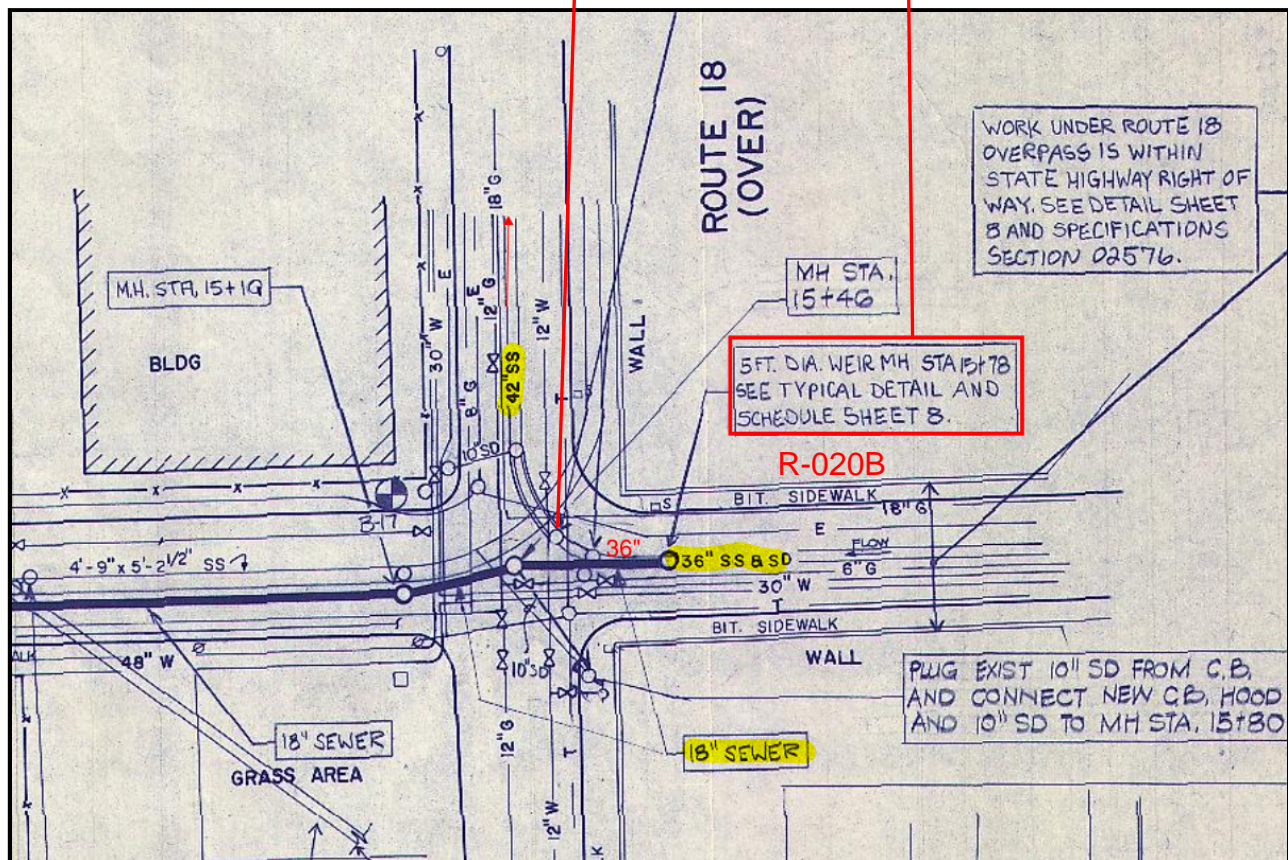 ROUTE 18
(OVER)
WORK UNDER ROUTE 18
OVERPASS IS WITHIN
STATE HIGHWAY RIGHT OF
WAY. SEE DETAIL SHEET
8 AND SPECIFICATIONS
SECTION 02576.
18"G
E
E
12"G
12"W
30"W
8"G
42"SS
WALL
T
MH STA.
15+46
M.H. STA. 15+10
BLDG
5FT. DIA. WEIR MH STA 15+78
SEE TYPICAL DETAIL AND
SCHEDULE SHEET 8.
R-020B
10"SD
S
S
BIT. SIDEWALK
18"G
B-17
E
FLOW
36"
36" SS & SD
6"G
4'-9" x 5'-2 1/2" SS
30" W
T
BIT. SIDEWALK
WALL
48" W
10"SD
PLUG EXIST 10" SD FROM C.B.
AND CONNECT NEW C.B, HOOD
AND 10" SD TO MH STA. 15+80
18" SEWER
18" SEWER
GRASS AREA
12"G
T
12"W